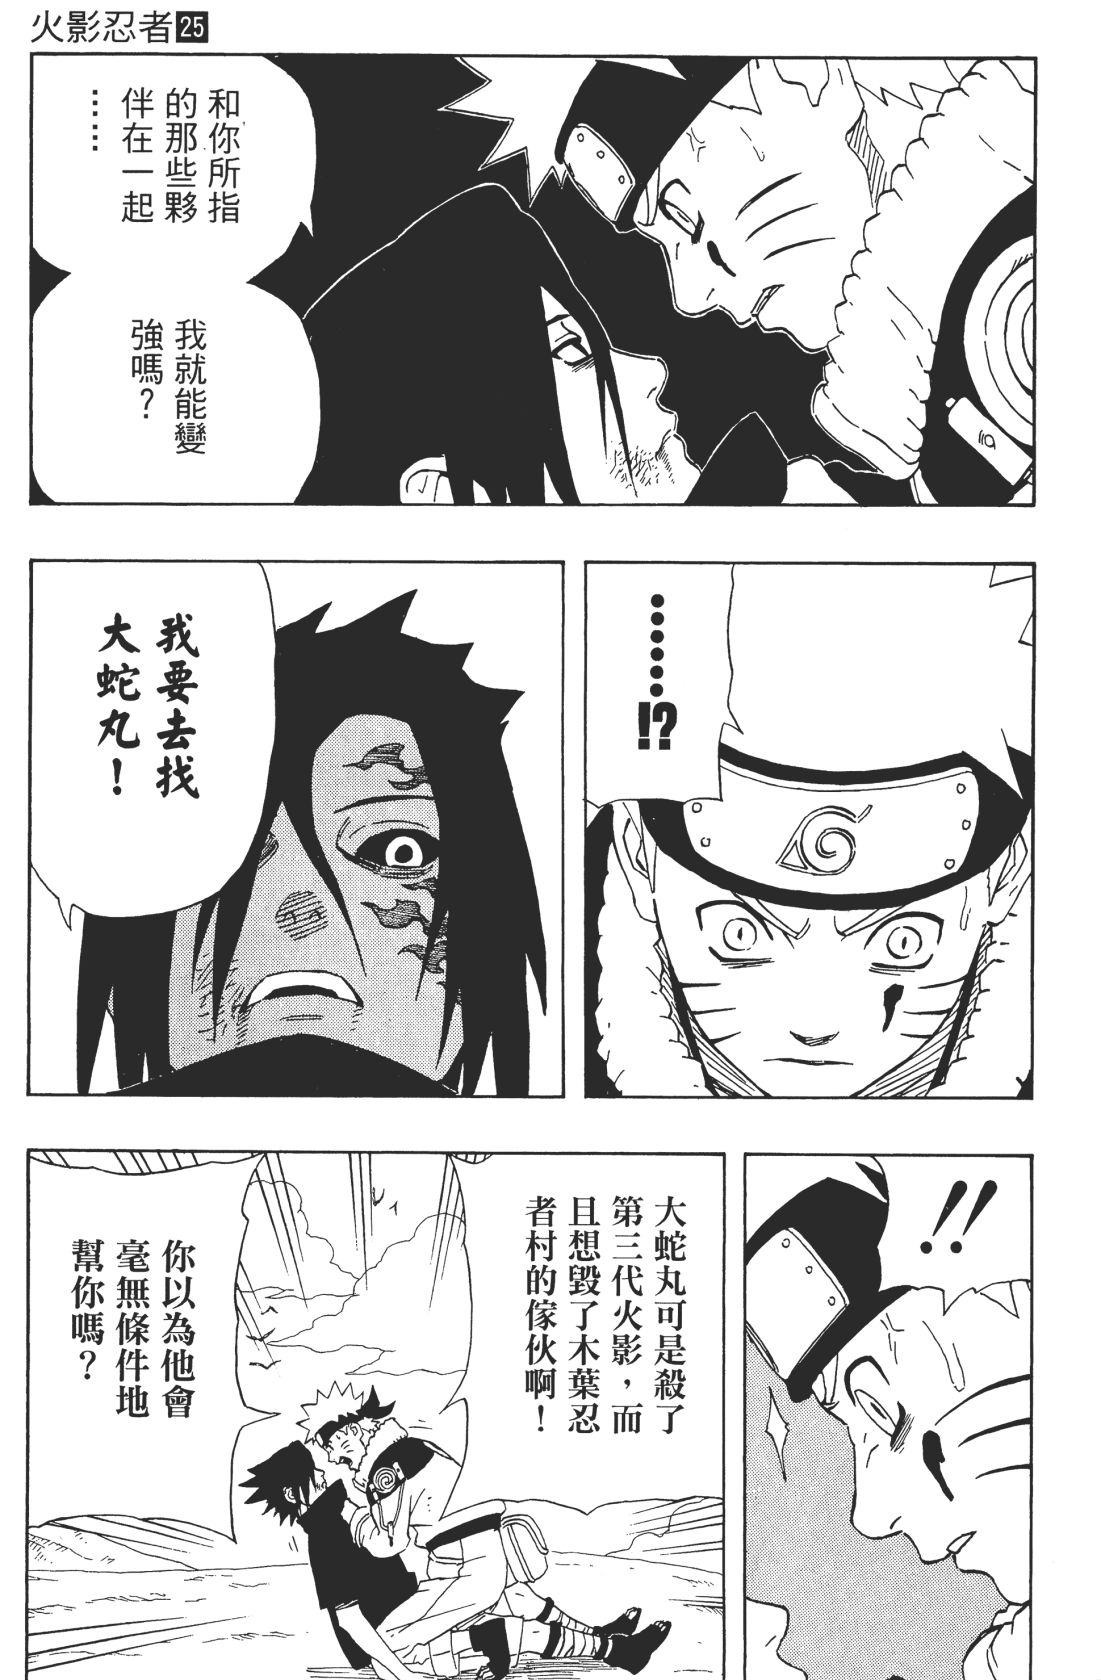 火影忍者25
和你所指
的那些夥
伴在一起
……
我就能變
強嗎？
……!?
我要去找
大蛇丸！
!!
大蛇丸可是殺了
第三代火影，而
且想毀了木葉忍
者村的傢伙啊！
你以為他會
毫無條件地
幫你嗎？